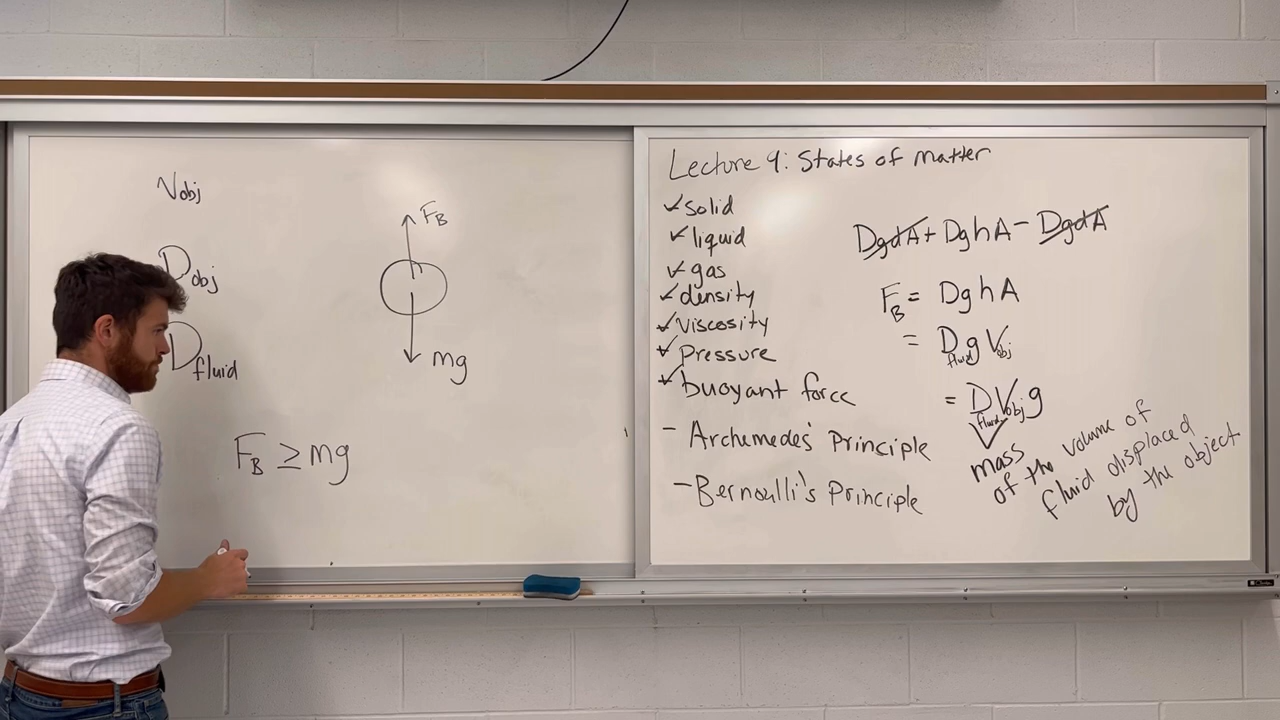 Vobj
Dobj
Dfluid
FB ≥ mg
FB
mg
Lecture 9: States of matter
✓solid
✓liquid
✓gas
✓density
✓Viscosity
✓Pressure
✓buoyant force
- Archemedes' Principle
- Bernoulli's Principle
DgdA + DghA - DgdA
FB = DghA
= Dfluid g Vobj
= Dfluid Vobj g
mass
of the volume of
fluid displaced
by the object